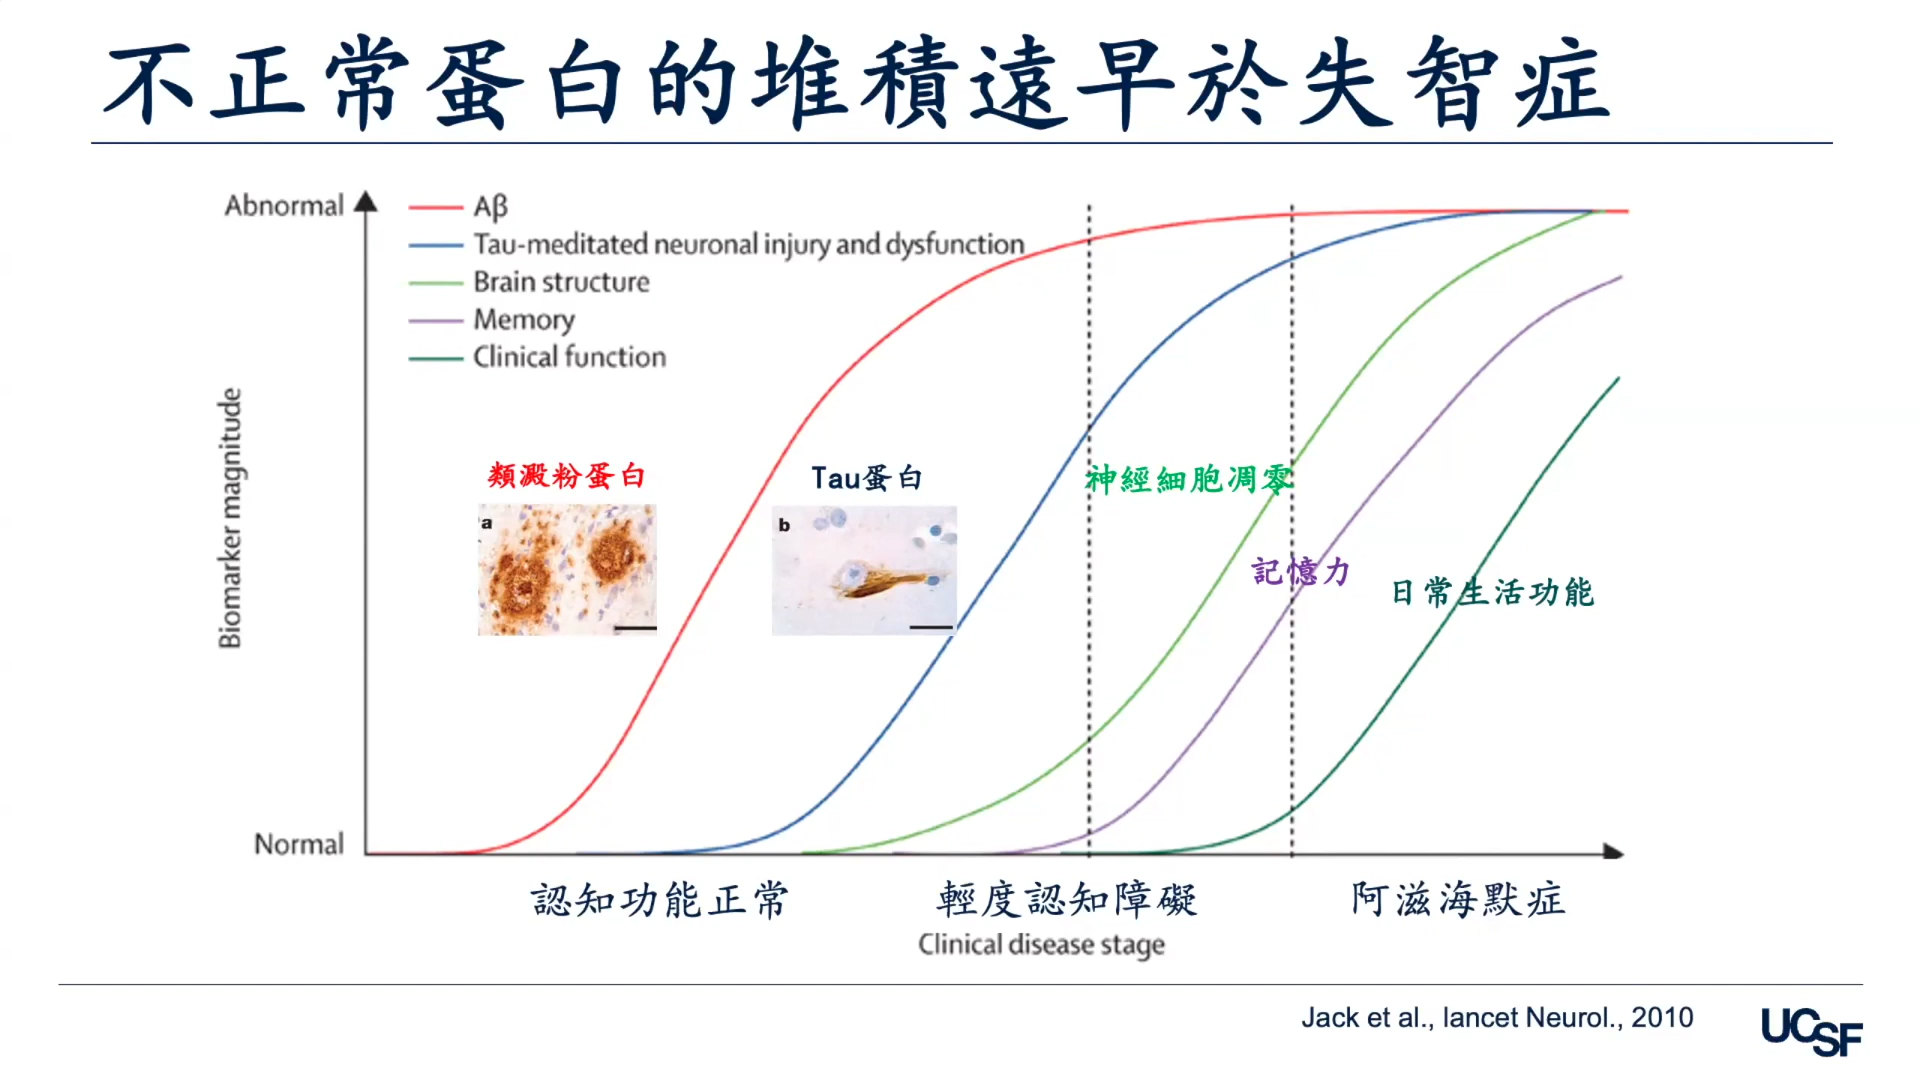 不正常蛋白的堆積遠早於失智症
Abnormal
Aβ
Tau-meditated neuronal injury and dysfunction
Brain structure
Memory
Clinical function
Biomarker magnitude
類澱粉蛋白
Tau蛋白
神經細胞凋零
a
b
記憶力
日常生活功能
Normal
認知功能正常
輕度認知障礙
阿滋海默症
Clinical disease stage
Jack et al., lancet Neurol., 2010
UCSF